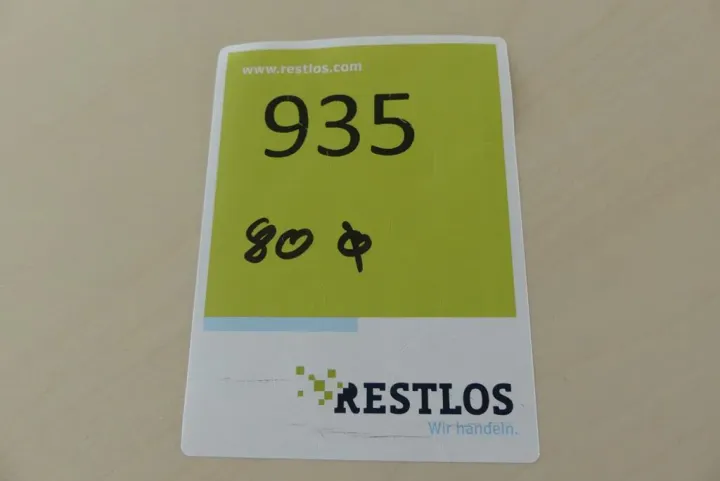 www.restlos.com
935
80 φ
RESTLOS
Wir handeln.